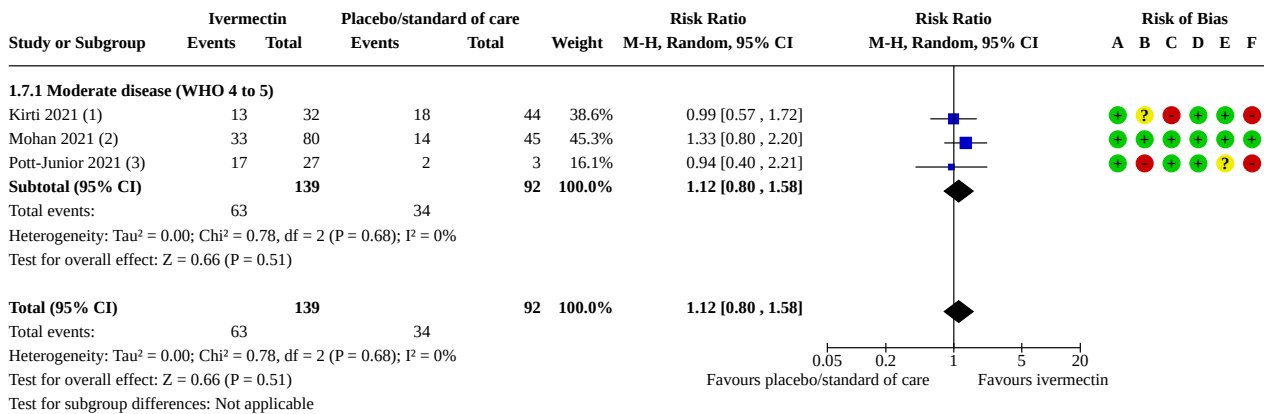 Ivermectin Placebo/standard of care Risk Ratio Risk Ratio Risk of Bias
Study or Subgroup Events Total Events Total Weight M-H, Random, 95% CI M-H, Random, 95% CI A B C D E F
1.7.1 Moderate disease (WHO 4 to 5)
Kirti 2021 (1) 13 32 18 44 38.6% 0.99 [0.57 , 1.72] + ? - + + -
Mohan 2021 (2) 33 80 14 45 45.3% 1.33 [0.80 , 2.20] + + + + + +
Pott-Junior 2021 (3) 17 27 2 3 16.1% 0.94 [0.40 , 2.21] + - + + ? -
Subtotal (95% CI) 139 92 100.0% 1.12 [0.80 , 1.58]
Total events: 63 34
Heterogeneity: Tau² = 0.00; Chi² = 0.78, df = 2 (P = 0.68); I² = 0%
Test for overall effect: Z = 0.66 (P = 0.51)
Total (95% CI) 139 92 100.0% 1.12 [0.80 , 1.58]
Total events: 63 34
Heterogeneity: Tau² = 0.00; Chi² = 0.78, df = 2 (P = 0.68); I² = 0%
0.05 0.2 1 5 20
Test for overall effect: Z = 0.66 (P = 0.51) Favours placebo/standard of care Favours ivermectin
Test for subgroup differences: Not applicable